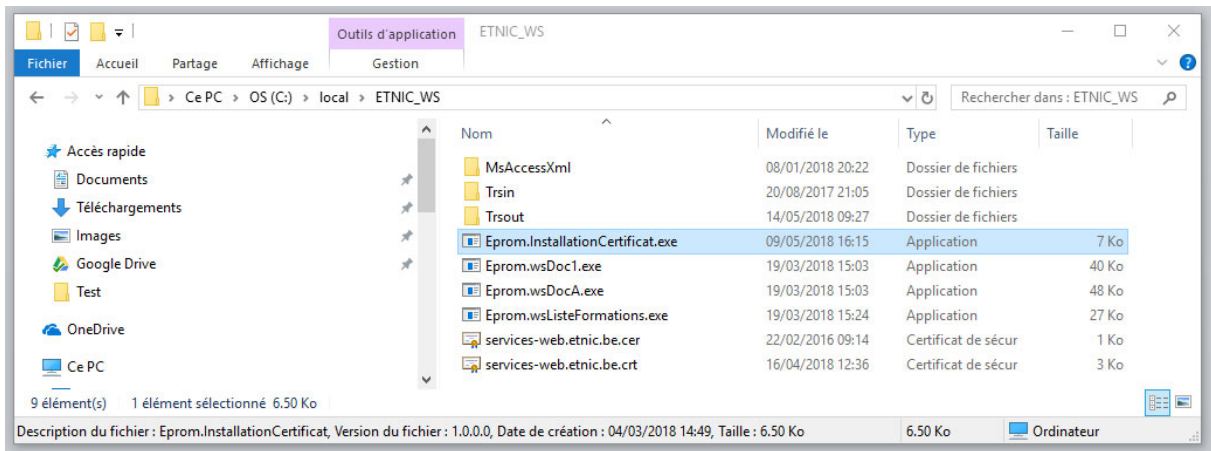 Outils d'application ETNIC_WS
Fichier Accueil Partage Affichage Gestion
Ce PC > OS (C:) > local > ETNIC_WS Rechercher dans : ETNIC_WS
Nom Modifié le Type Taille
Accès rapide
Documents
Téléchargements
Images
Google Drive
Test
OneDrive
Ce PC
MsAccessXml 08/01/2018 20:22 Dossier de fichiers
Trsin 20/08/2017 21:05 Dossier de fichiers
Trsout 14/05/2018 09:27 Dossier de fichiers
Eprom.InstallationCertificat.exe 09/05/2018 16:15 Application 7 Ko
Eprom.wsDoc1.exe 19/03/2018 15:03 Application 40 Ko
Eprom.wsDocA.exe 19/03/2018 15:03 Application 48 Ko
Eprom.wsListeFormations.exe 19/03/2018 15:24 Application 27 Ko
services-web.etnic.be.cer 22/02/2016 09:14 Certificat de sécur 1 Ko
services-web.etnic.be.crt 16/04/2018 12:36 Certificat de sécur 3 Ko
9 élément(s) 1 élément sélectionné 6.50 Ko
Description du fichier : Eprom.InstallationCertificat, Version du fichier : 1.0.0.0, Date de création : 04/03/2018 14:49, Taille : 6.50 Ko 6.50 Ko Ordinateur